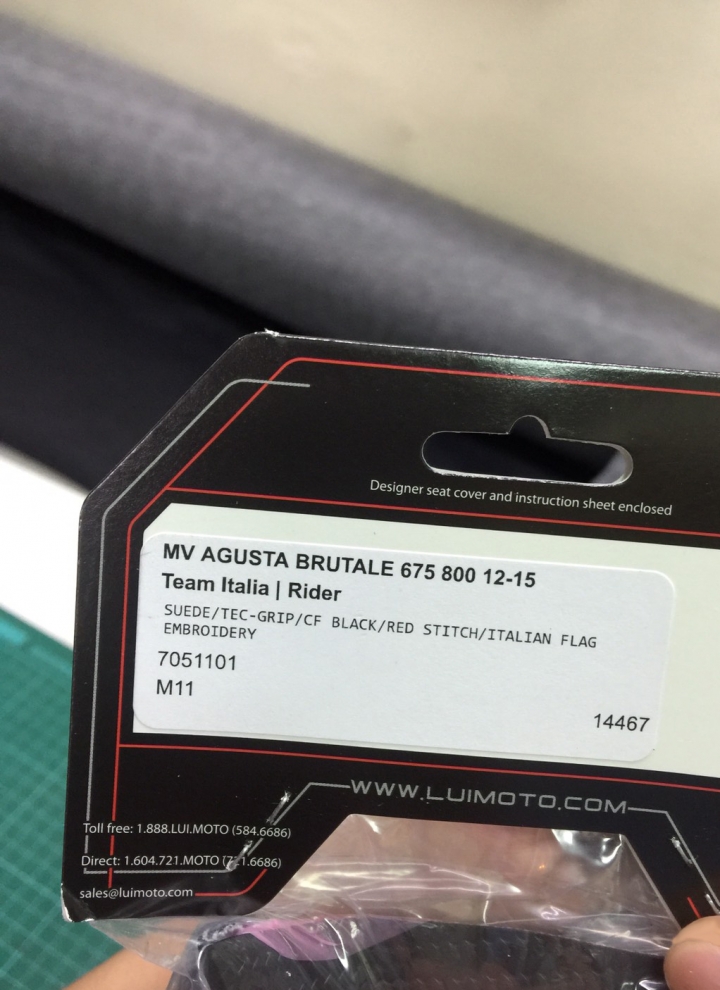 Designer seat cover and instruction sheet enclosed
MV AGUSTA BRUTALE 675 800 12-15
Team Italia | Rider
SUEDE/TEC-GRIP/CF BLACK/RED STITCH/ITALIAN FLAG
EMBROIDERY
7051101
M11
14467
WWW.LUIMOTO.COM
Toll free: 1.888.LUI.MOTO (584.6686)
Direct: 1.604.721.MOTO (721.6686)
sales@luimoto.com